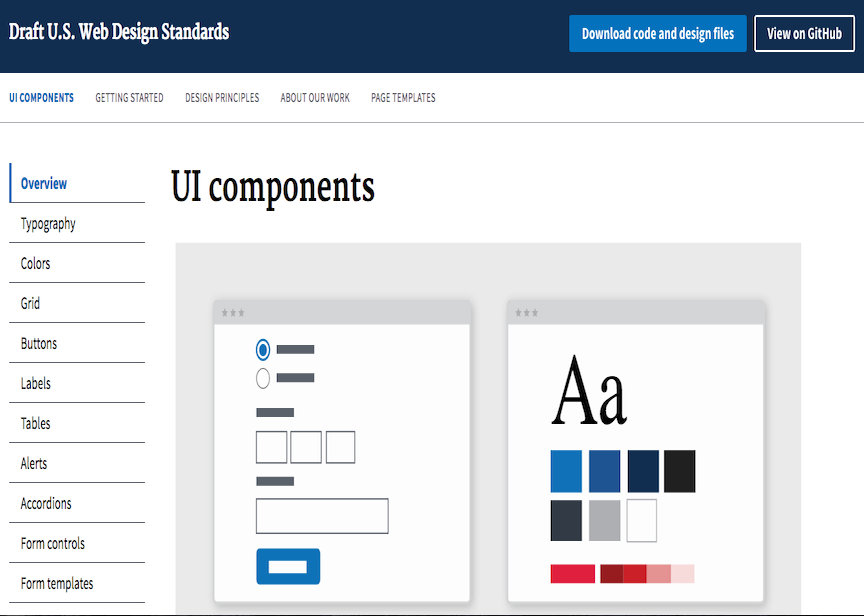 Draft U.S. Web Design Standards
Download code and design files
View on GitHub
UI COMPONENTS
GETTING STARTED
DESIGN PRINCIPLES
ABOUT OUR WORK
PAGE TEMPLATES
Overview
Typography
Colors
Grid
Buttons
Labels
Tables
Alerts
Accordions
Form controls
Form templates
UI components
Aa